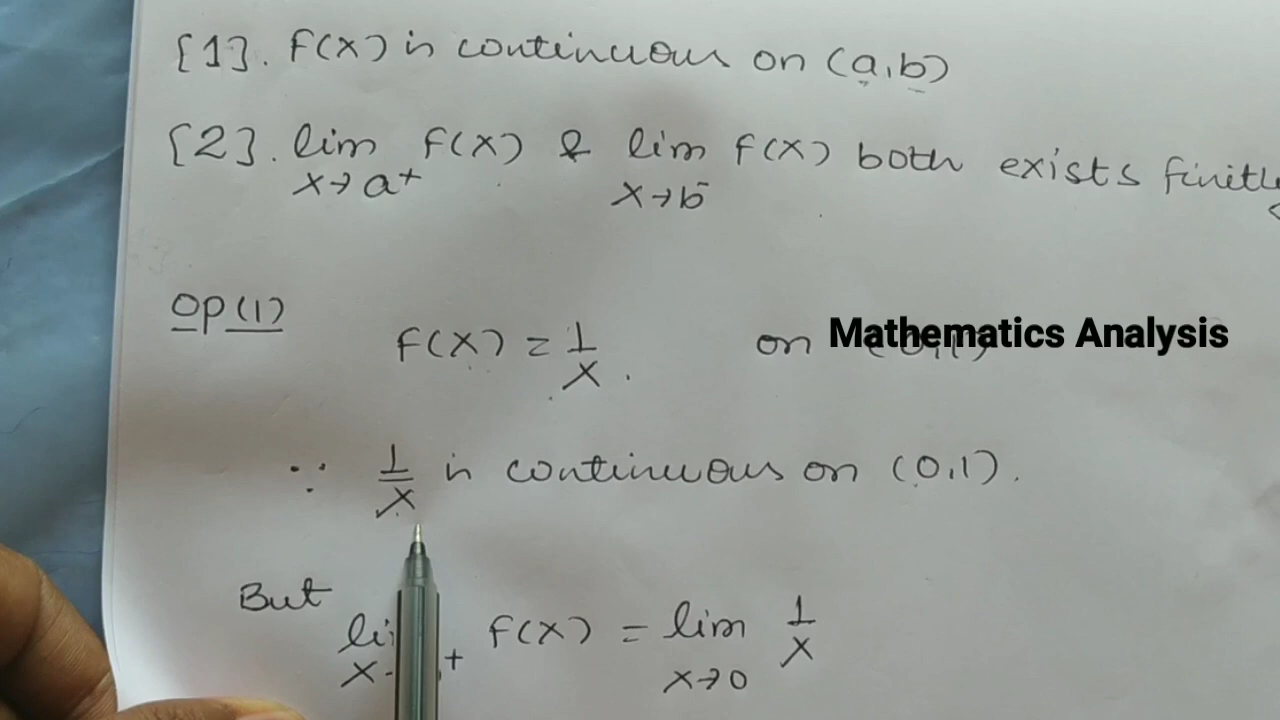 [1]. f(x) is continuous on (a,b)
[2]. lim f(x) & lim f(x) both exists finitly
x→a+ x→b-
Op(1)
f(x) = 1/x. on
Mathematics Analysis
∵ 1/x is continuous on (0,1).
But
f(x) = lim 1/x
x + x→0